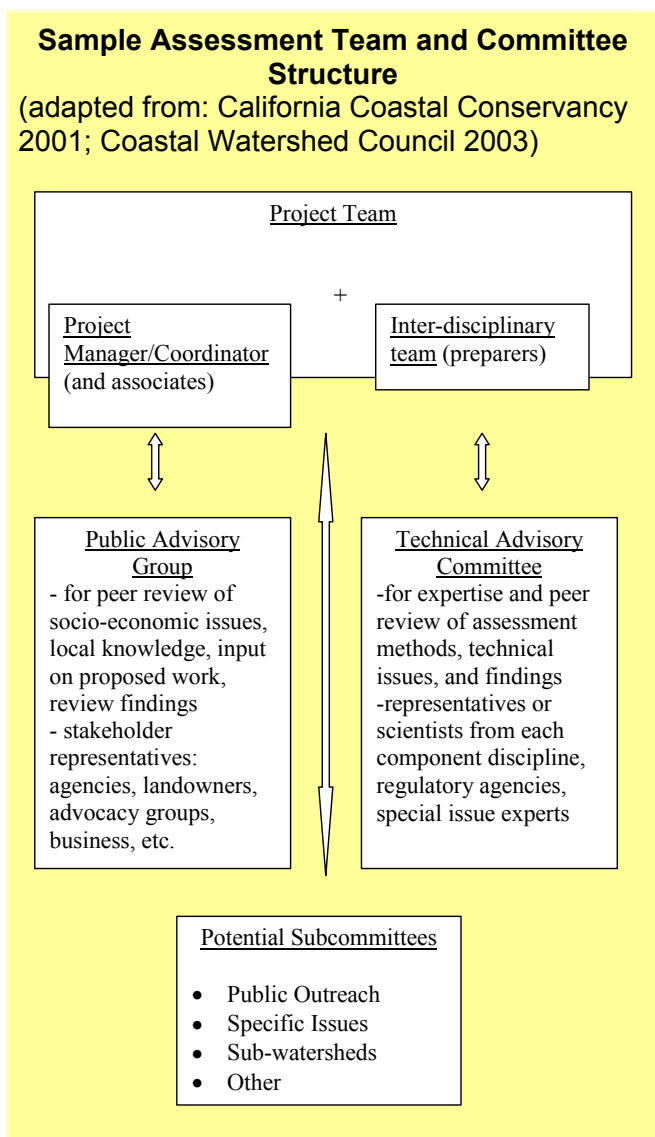 Sample Assessment Team and Committee
Structure
(adapted from: California Coastal Conservancy
2001; Coastal Watershed Council 2003)
Project Team
+
Project
Manager/Coordinator
(and associates)
Inter-disciplinary
team (preparers)
Public Advisory
Group
- for peer review of
socio-economic issues,
local knowledge, input
on proposed work,
review findings
- stakeholder
representatives:
agencies, landowners,
advocacy groups,
business, etc.
Technical Advisory
Committee
-for expertise and peer
review of assessment
methods, technical
issues, and findings
-representatives or
scientists from each
component discipline,
regulatory agencies,
special issue experts
Potential Subcommittees
• Public Outreach
• Specific Issues
• Sub-watersheds
• Other